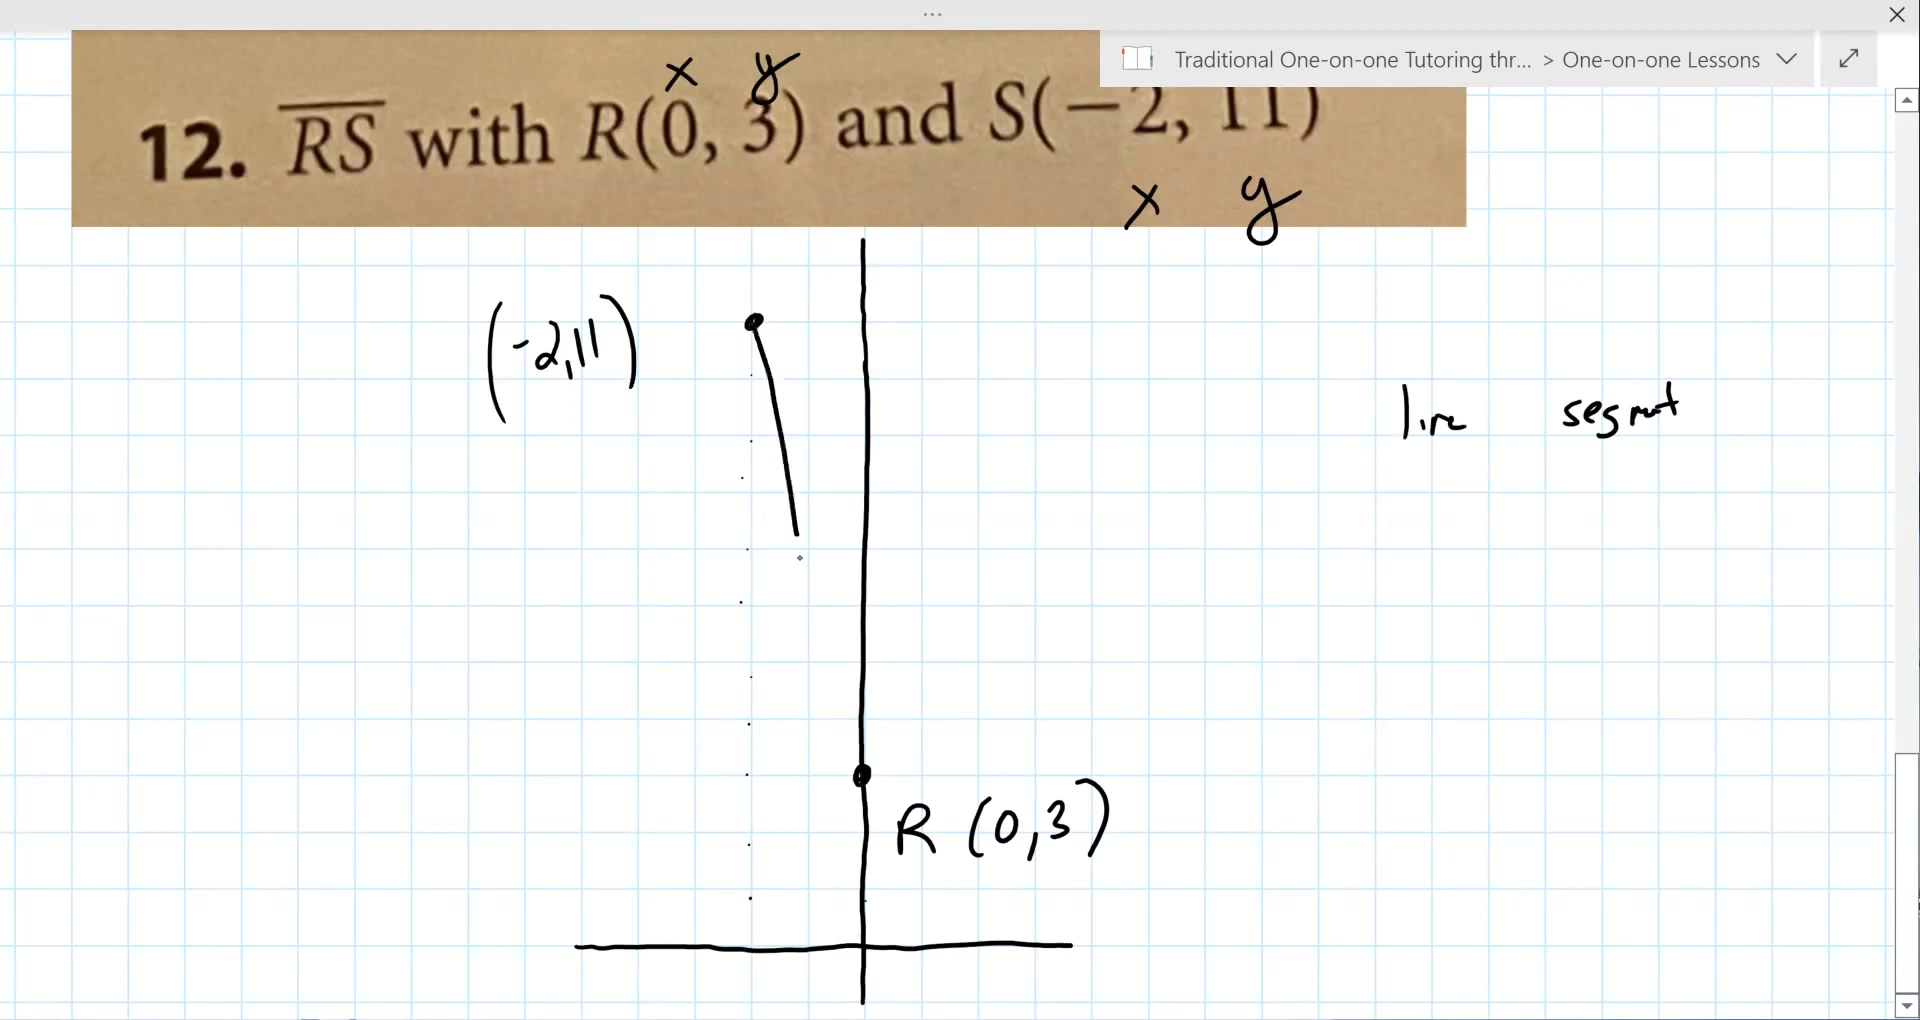 ...
Traditional One-on-one Tutoring thr... > One-on-one Lessons
x y
12. RS with R(0, 3) and S(−2, 11)
x y
(-2,11)
line segment
R (0,3)